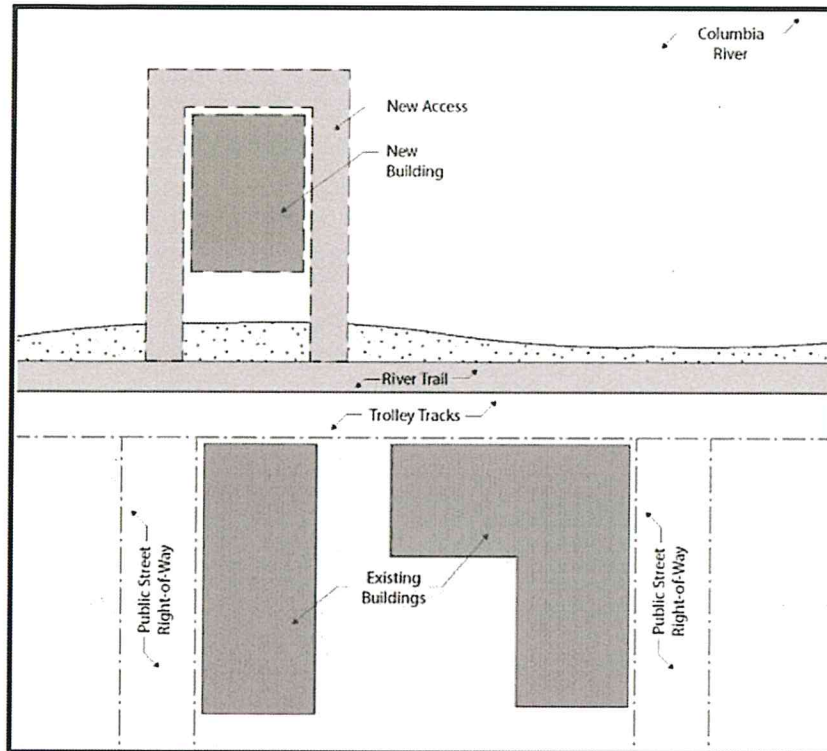 Columbia
River
New Access
New
Building
River Trail
Trolley Tracks
Public Street
Right-of-Way
Existing
Buildings
Public Street
Right-of-Way